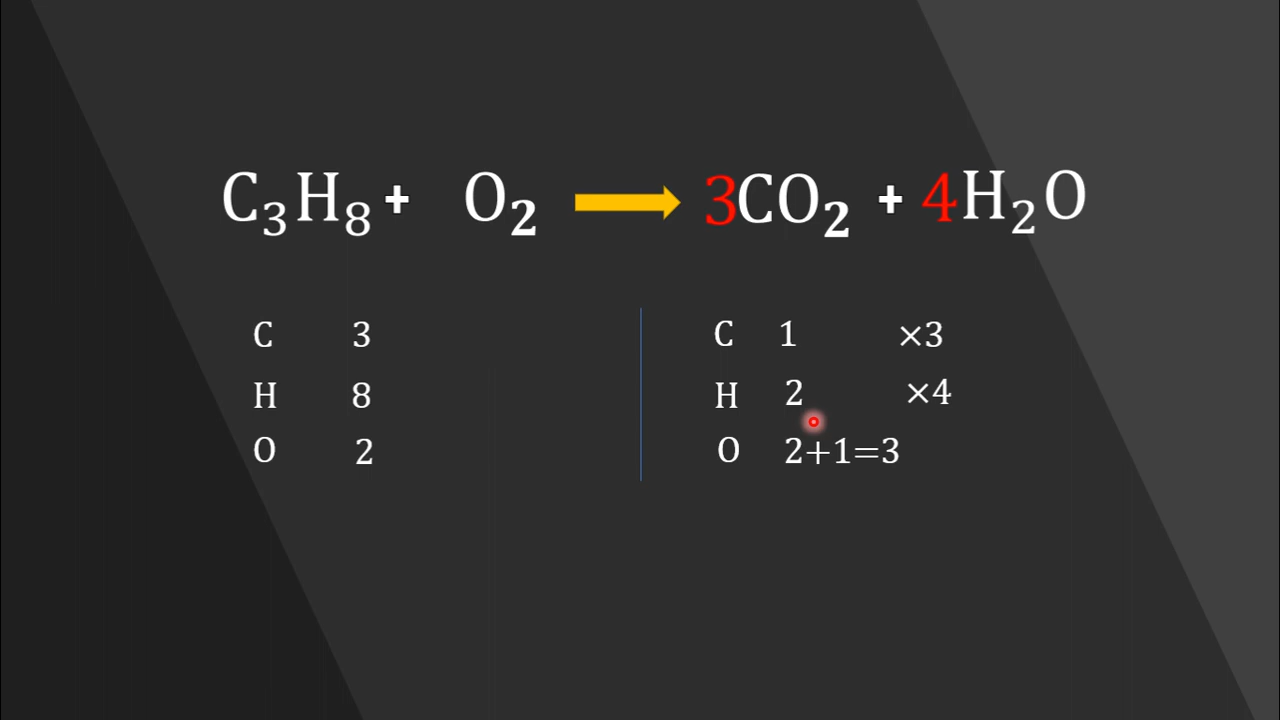 C₃H₈ + O₂ → 3CO₂ + 4H₂O
C 3 C 1 ×3
H 8 H 2 ×4
O 2 O 2+1=3